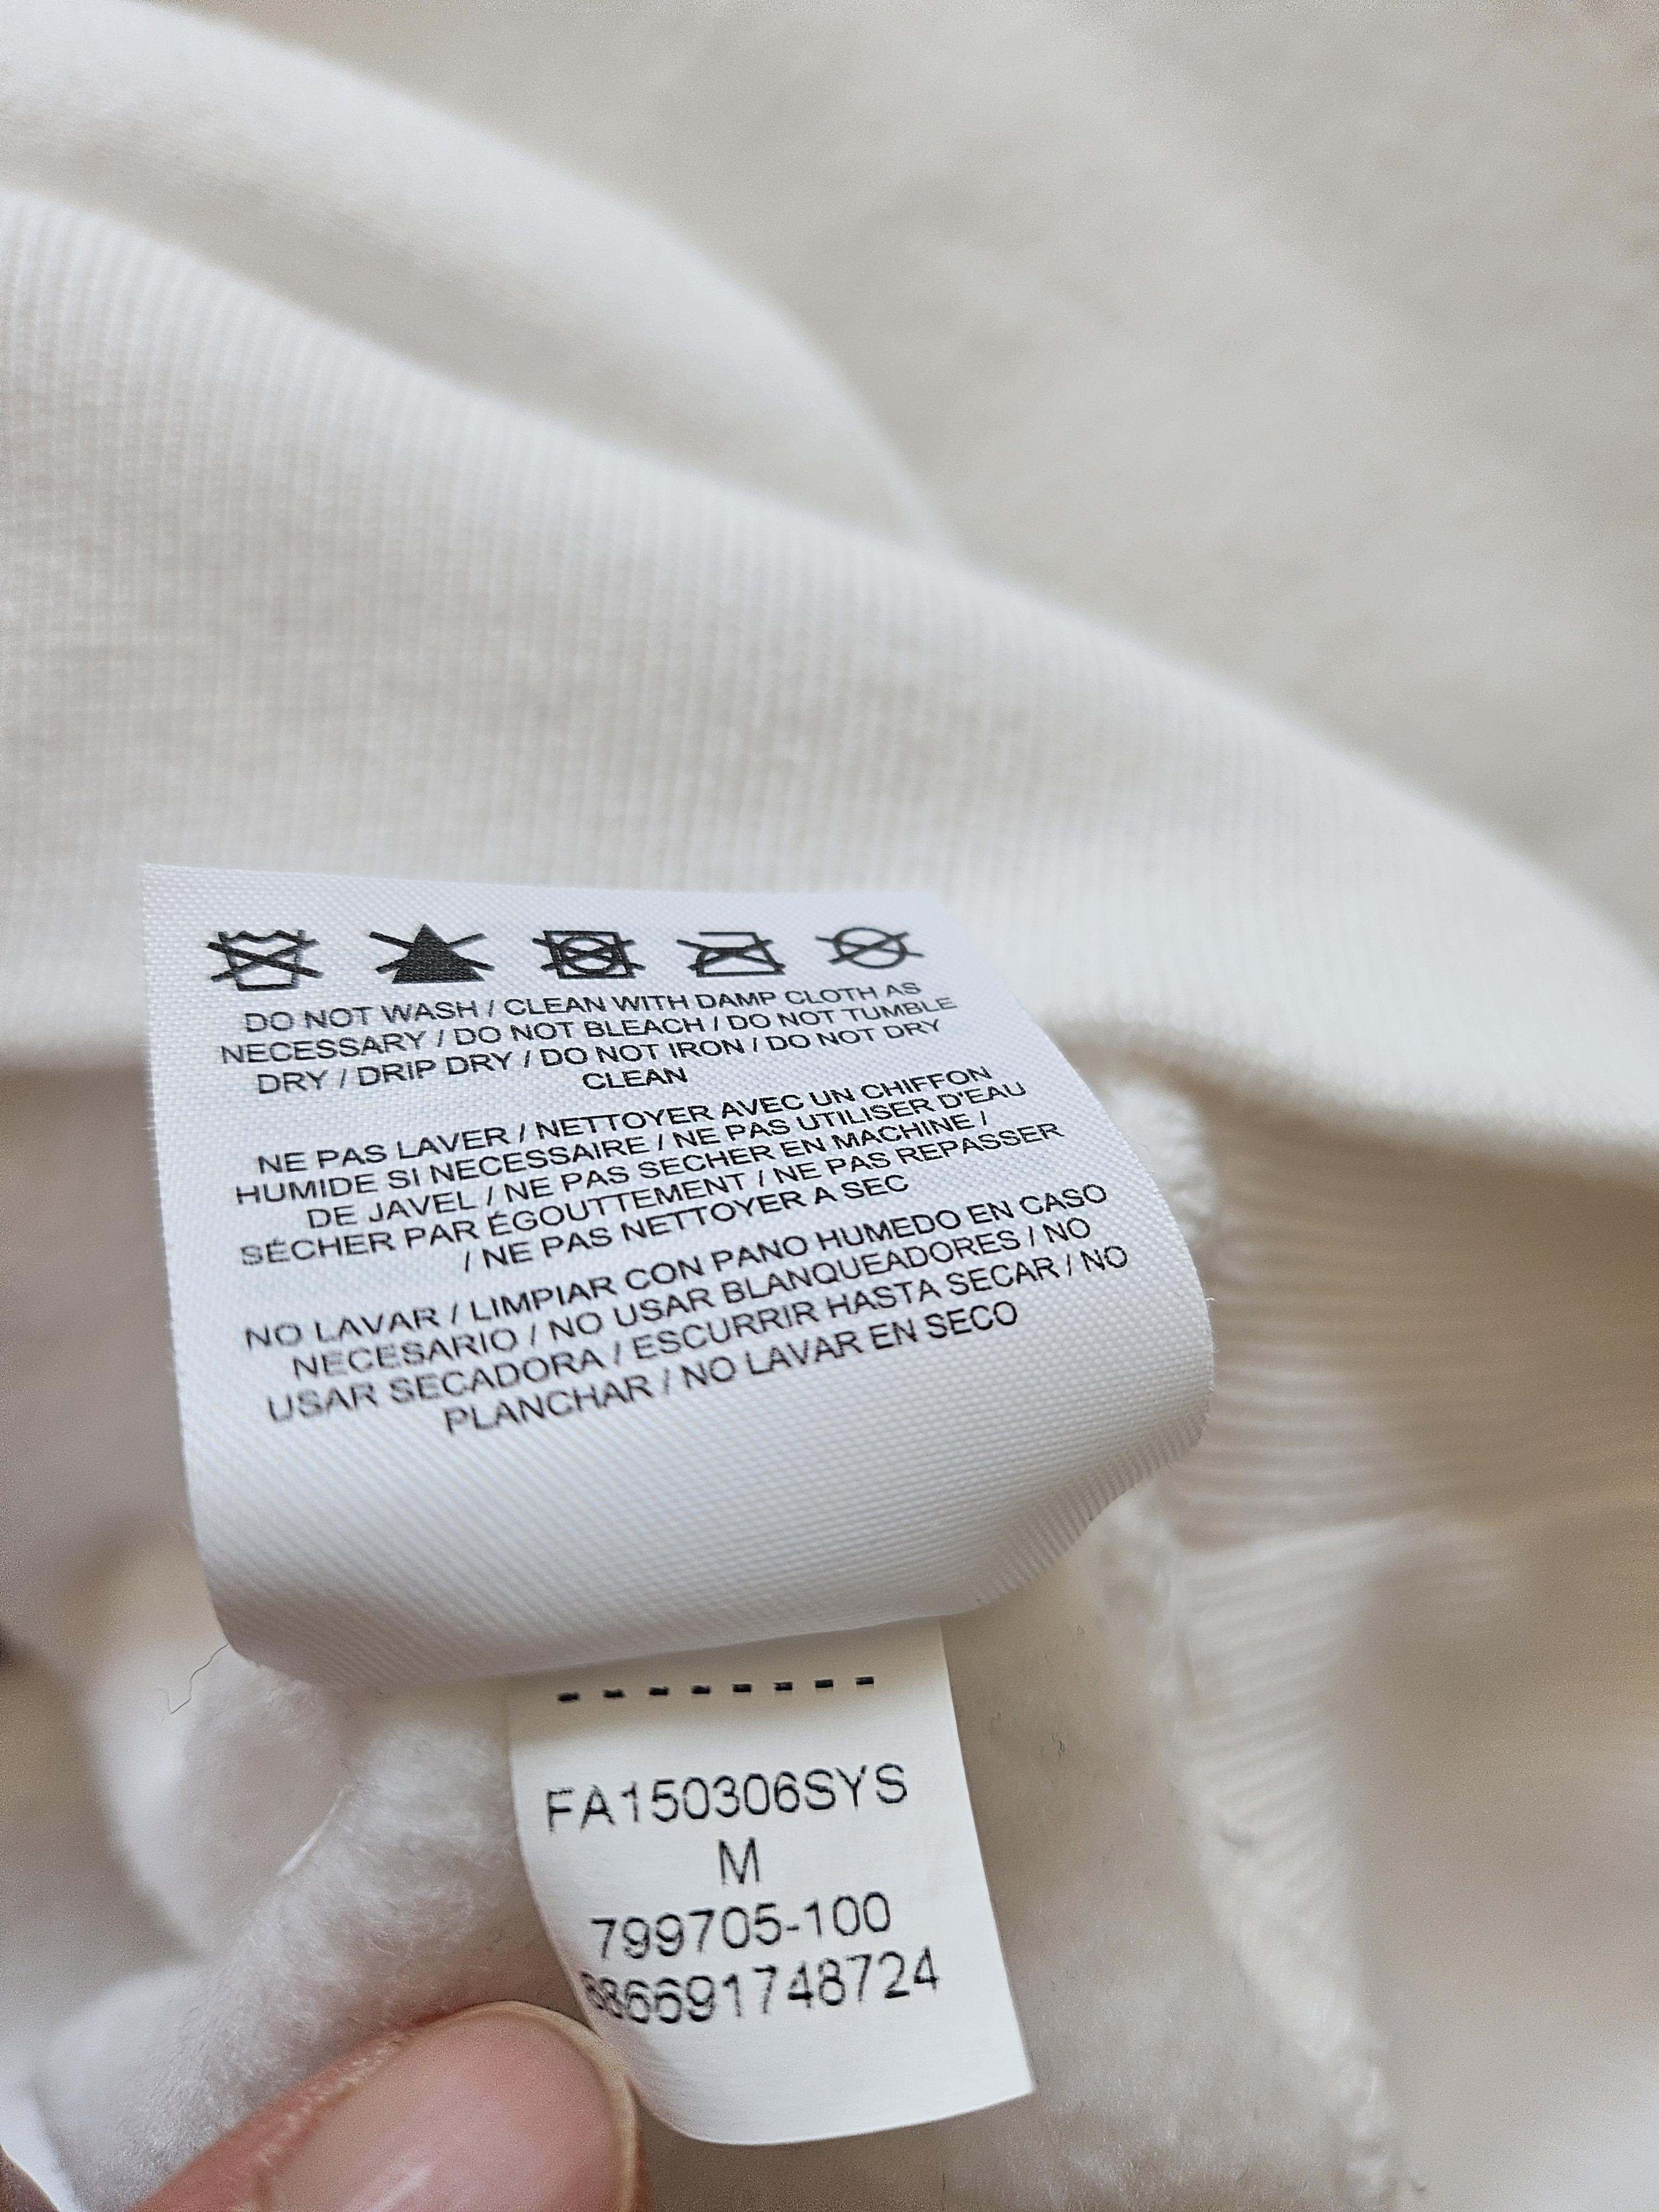 DO NOT WASH / CLEAN WITH DAMP CLOTH AS
NECESSARY / DO NOT BLEACH / DO NOT TUMBLE
DRY / DRIP DRY / DO NOT IRON / DO NOT DRY
CLEAN
NE PAS LAVER / NETTOYER AVEC UN CHIFFON
HUMIDE SI NECESSAIRE / NE PAS UTILISER D'EAU
DE JAVEL / NE PAS SECHER EN MACHINE /
SÉCHER PAR ÉGOUTTEMENT / NE PAS REPASSER
/ NE PAS NETTOYER A SEC
NO LAVAR / LIMPIAR CON PANO HUMEDO EN CASO
NECESARIO / NO USAR BLANQUEADORES / NO
USAR SECADORA / ESCURRIR HASTA SECAR / NO
PLANCHAR / NO LAVAR EN SECO
FA150306SYS
M
799705-100
886691748724